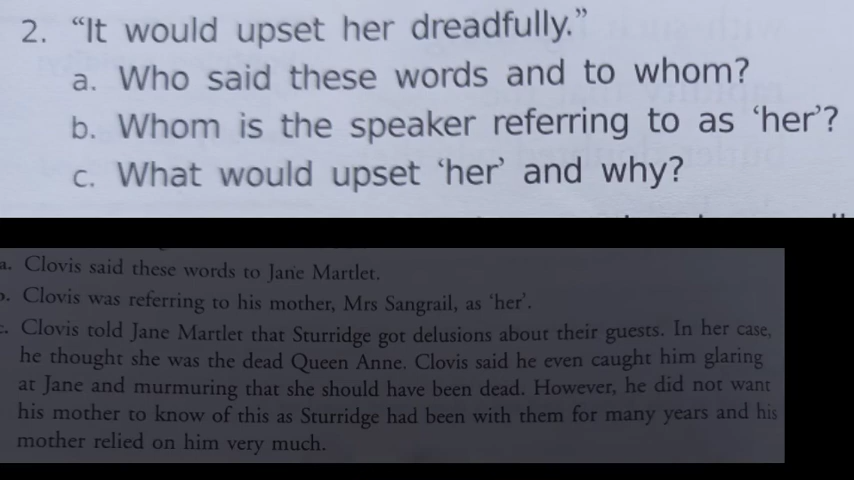 2. “It would upset her dreadfully.”
a. Who said these words and to whom?
b. Whom is the speaker referring to as ‘her’?
c. What would upset ‘her’ and why?
a. Clovis said these words to Jane Martlet.
b. Clovis was referring to his mother, Mrs Sangrail, as ‘her’.
c. Clovis told Jane Martlet that Sturridge got delusions about their guests. In her case,
he thought she was the dead Queen Anne. Clovis said he even caught him glaring
at Jane and murmuring that she should have been dead. However, he did not want
his mother to know of this as Sturridge had been with them for many years and his
mother relied on him very much.